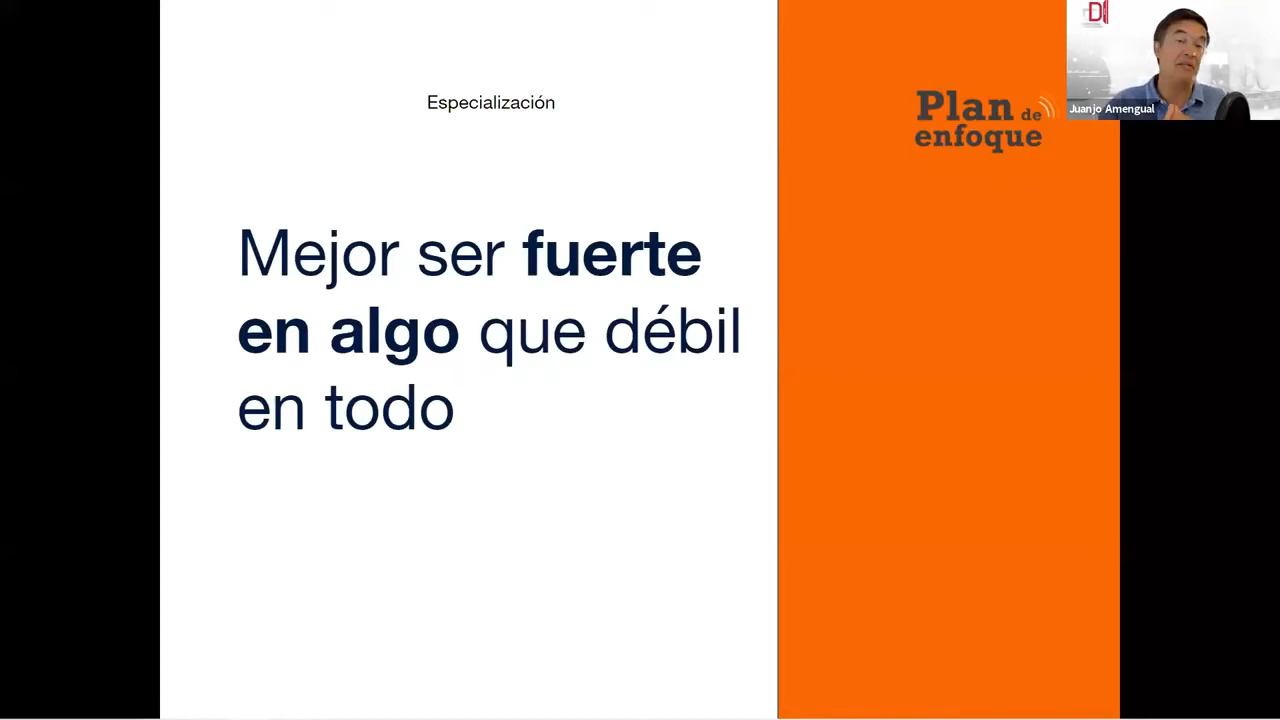 Especialización
Plan de
enfoque
Juanjo Amengual
Mejor ser fuerte
en algo que débil
en todo